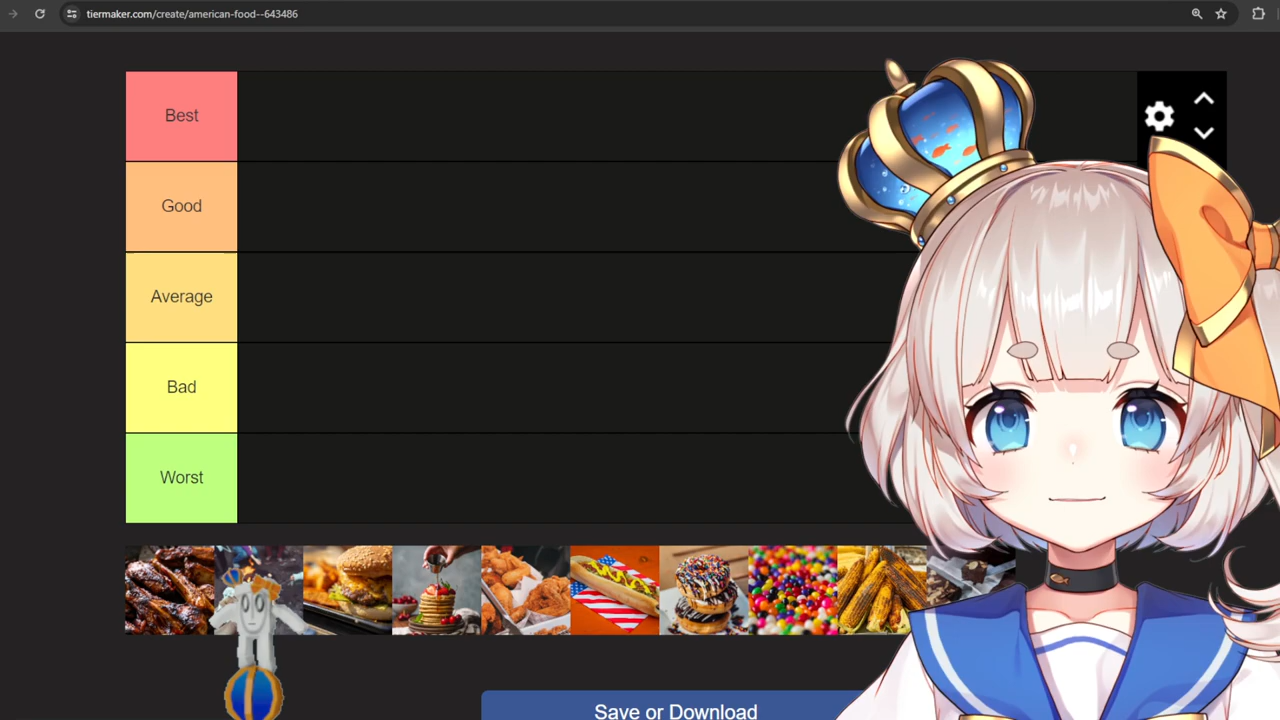 tiermaker.com/create/american-food--643486
Best
Good
Average
Bad
Worst
Save or Download